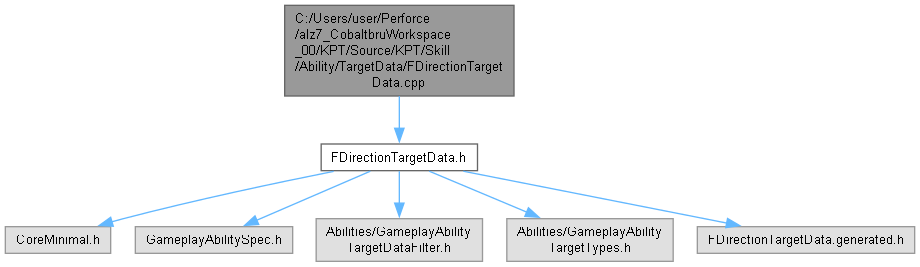 C:/Users/user/Perforce
/alz7_CobaltbruWorkspace
_00/KPT/Source/KPT/Skill
/Ability/TargetData/FDirectionTarget
Data.cpp
FDirectionTargetData.h
CoreMinimal.h
GameplayAbilitySpec.h
Abilities/GameplayAbility
TargetDataFilter.h
Abilities/GameplayAbility
TargetTypes.h
FDirectionTargetData.generated.h